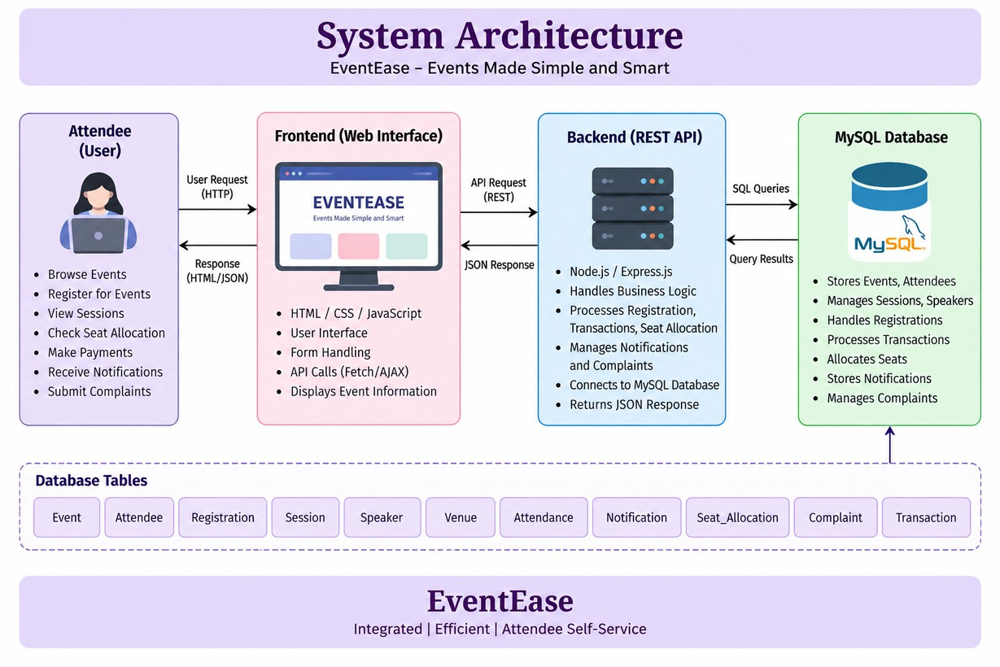 System Architecture
EventEase – Events Made Simple and Smart
Attendee
(User)
• Browse Events
• Register for Events
• View Sessions
• Check Seat Allocation
• Make Payments
• Receive Notifications
• Submit Complaints
User Request
(HTTP)
Response
(HTML/JSON)
Frontend (Web Interface)
EVENTEASE
Events Made Simple and Smart
• HTML / CSS / JavaScript
• User Interface
• Form Handling
• API Calls (Fetch/AJAX)
• Displays Event Information
API Request
(REST)
JSON Response
Backend (REST API)
• Node.js / Express.js
• Handles Business Logic
• Processes Registration,
Transactions, Seat Allocation
• Manages Notifications
and Complaints
• Connects to MySQL Database
• Returns JSON Response
SQL Queries
Query Results
MySQL Database
MySQL
• Stores Events, Attendees
• Manages Sessions, Speakers
• Handles Registrations
• Processes Transactions
• Allocates Seats
• Stores Notifications
• Manages Complaints
Database Tables
Event
Attendee
Registration
Session
Speaker
Venue
Attendance
Notification
Seat_Allocation
Complaint
Transaction
EventEase
Integrated | Efficient | Attendee Self-Service